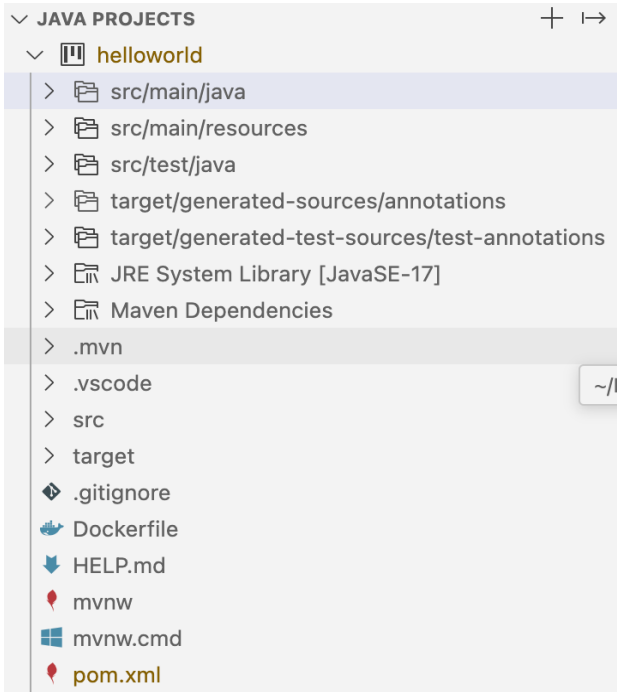 JAVA PROJECTS
helloworld
src/main/java
src/main/resources
src/test/java
target/generated-sources/annotations
target/generated-test-sources/test-annotations
JRE System Library [JavaSE-17]
Maven Dependencies
.mvn
.vscode
~/
src
target
.gitignore
Dockerfile
HELP.md
mvnw
mvnw.cmd
pom.xml